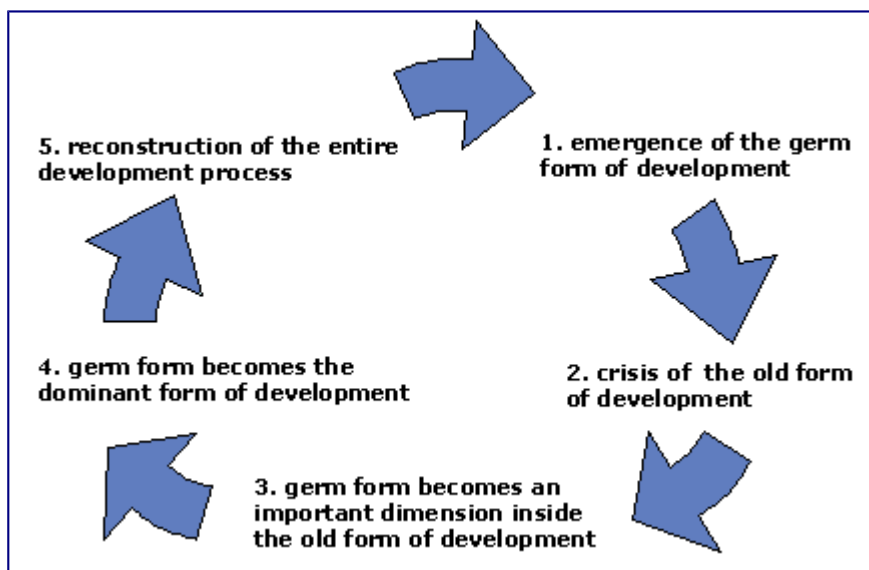 1. emergence of the germ
form of development
2. crisis of the old form
of development
3. germ form becomes an
important dimension inside
the old form of development
4. germ form becomes the
dominant form of development
5. reconstruction of the entire
development process